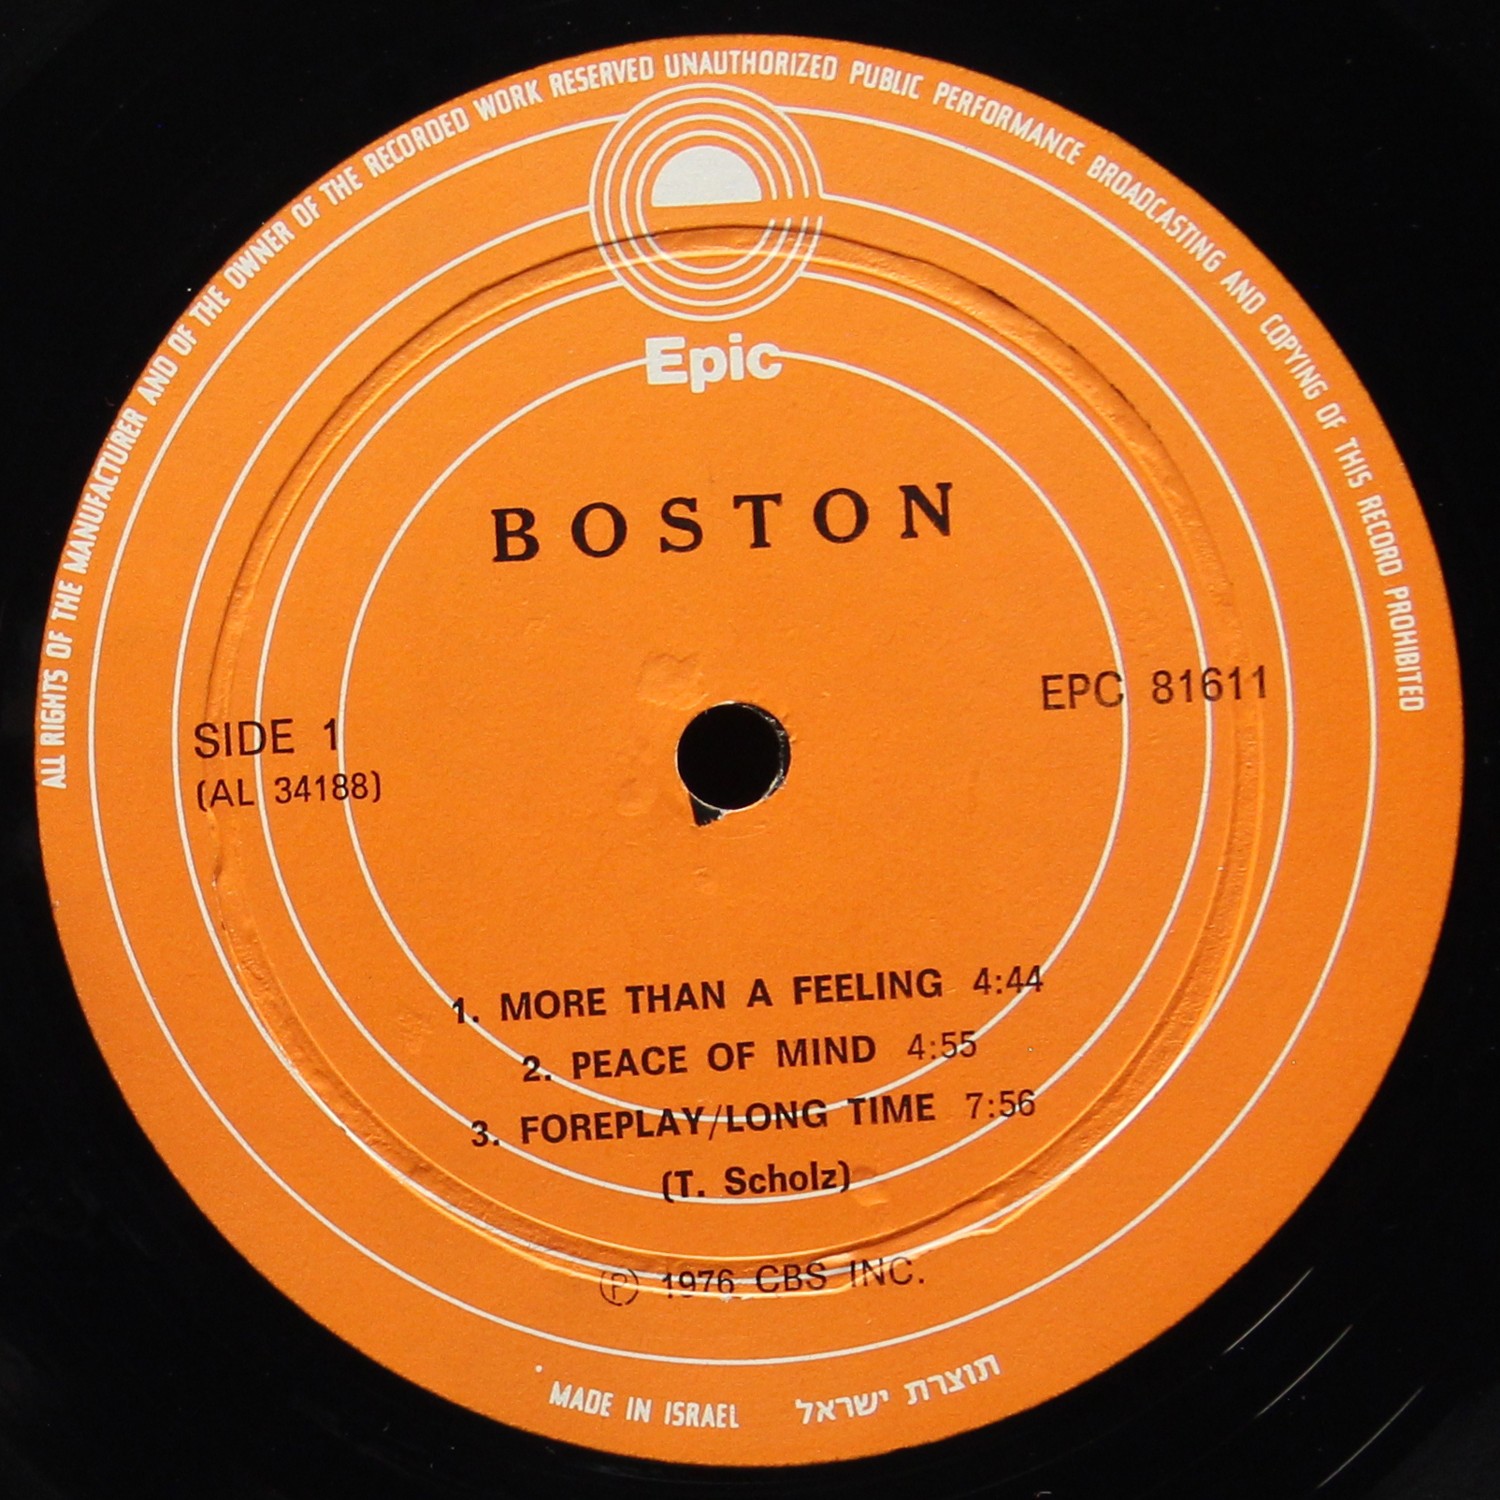 ALL RIGHTS OF THE MANUFACTURER AND OF THE OWNER OF THE RECORDED WORK RESERVED UNAUTHORIZED PUBLIC PERFORMANCE BROADCASTING AND COPYING OF THIS RECORD PROHIBITED
Epic
BOSTON
EPC 81611
SIDE 1
(AL 34188)
1. MORE THAN A FEELING 4:44
2. PEACE OF MIND 4:55
3. FOREPLAY/LONG TIME 7:56
(T. Scholz)
Ⓟ 1976 CBS INC.
MADE IN ISRAEL תוצרת ישראל